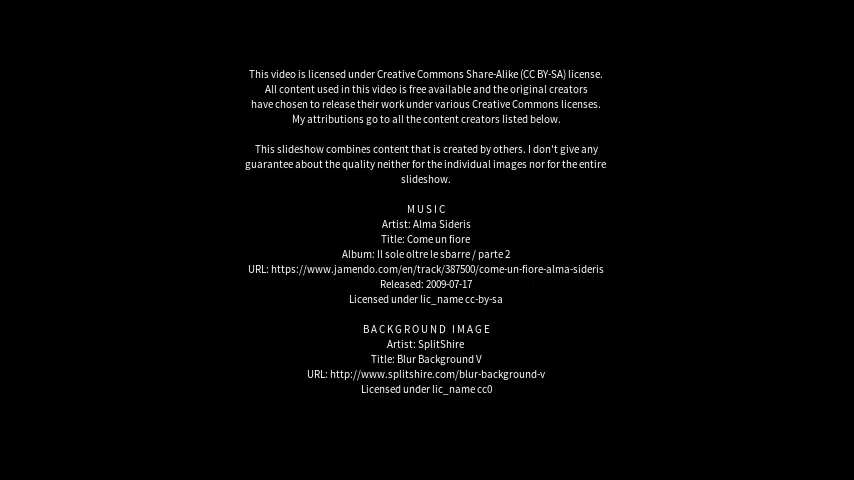 This video is licensed under Creative Commons Share-Alike (CC BY-SA) license.
All content used in this video is free available and the original creators
have chosen to release their work under various Creative Commons licenses.
My attributions go to all the content creators listed below.
This slideshow combines content that is created by others. I don't give any
guarantee about the quality neither for the individual images nor for the entire
slideshow.
MUSIC
Artist: Alma Sideris
Title: Come un fiore
Album: Il sole oltre le sbarre / parte 2
URL: https://www.jamendo.com/en/track/387500/come-un-fiore-alma-sideris
Released: 2009-07-17
Licensed under lic_name cc-by-sa
BACKGROUND IMAGE
Artist: SplitShire
Title: Blur Background V
URL: http://www.splitshire.com/blur-background-v
Licensed under lic_name cc0